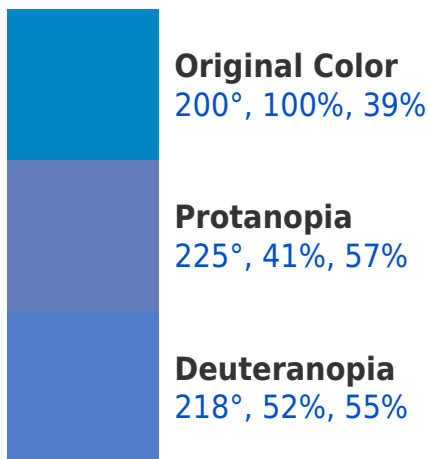 Original Color
200°, 100%, 39%
Protanopia
225°, 41%, 57%
Deuteranopia
218°, 52%, 55%